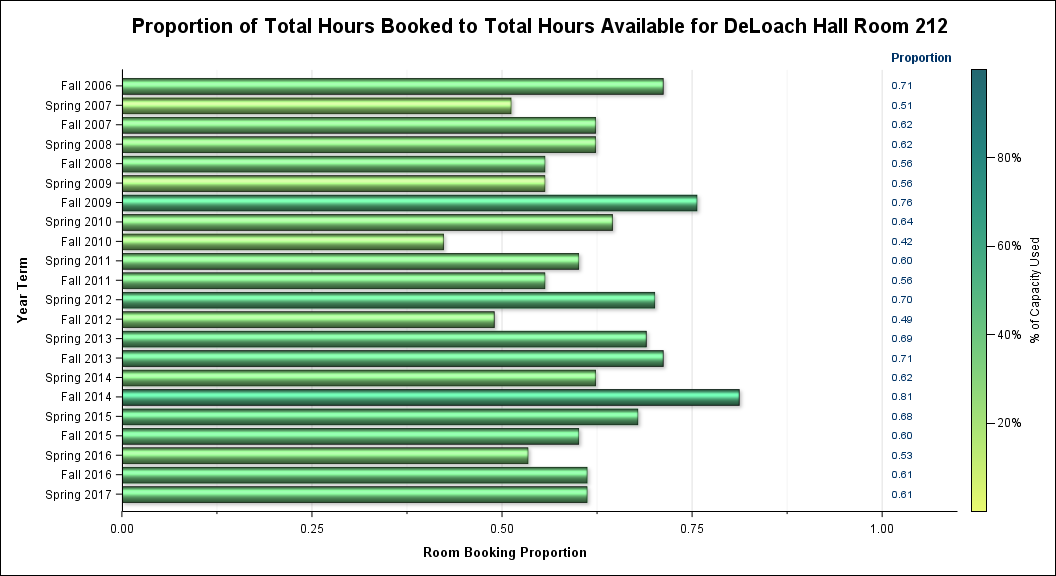 Proportion of Total Hours Booked to Total Hours Available for DeLoach Hall Room 212
Proportion
Fall 2006 0.71
Spring 2007 0.51
Fall 2007 0.62
Spring 2008 0.62
Fall 2008 0.56
Spring 2009 0.56
Fall 2009 0.76
Spring 2010 0.64
Fall 2010 0.42
Spring 2011 0.60
Fall 2011 0.56
Spring 2012 0.70
Fall 2012 0.49
Spring 2013 0.69
Fall 2013 0.71
Spring 2014 0.62
Fall 2014 0.81
Spring 2015 0.68
Fall 2015 0.60
Spring 2016 0.53
Fall 2016 0.61
Spring 2017 0.61
Year Term
0.00 0.25 0.50 0.75 1.00
Room Booking Proportion
80%
60%
40%
20%
% of Capacity Used